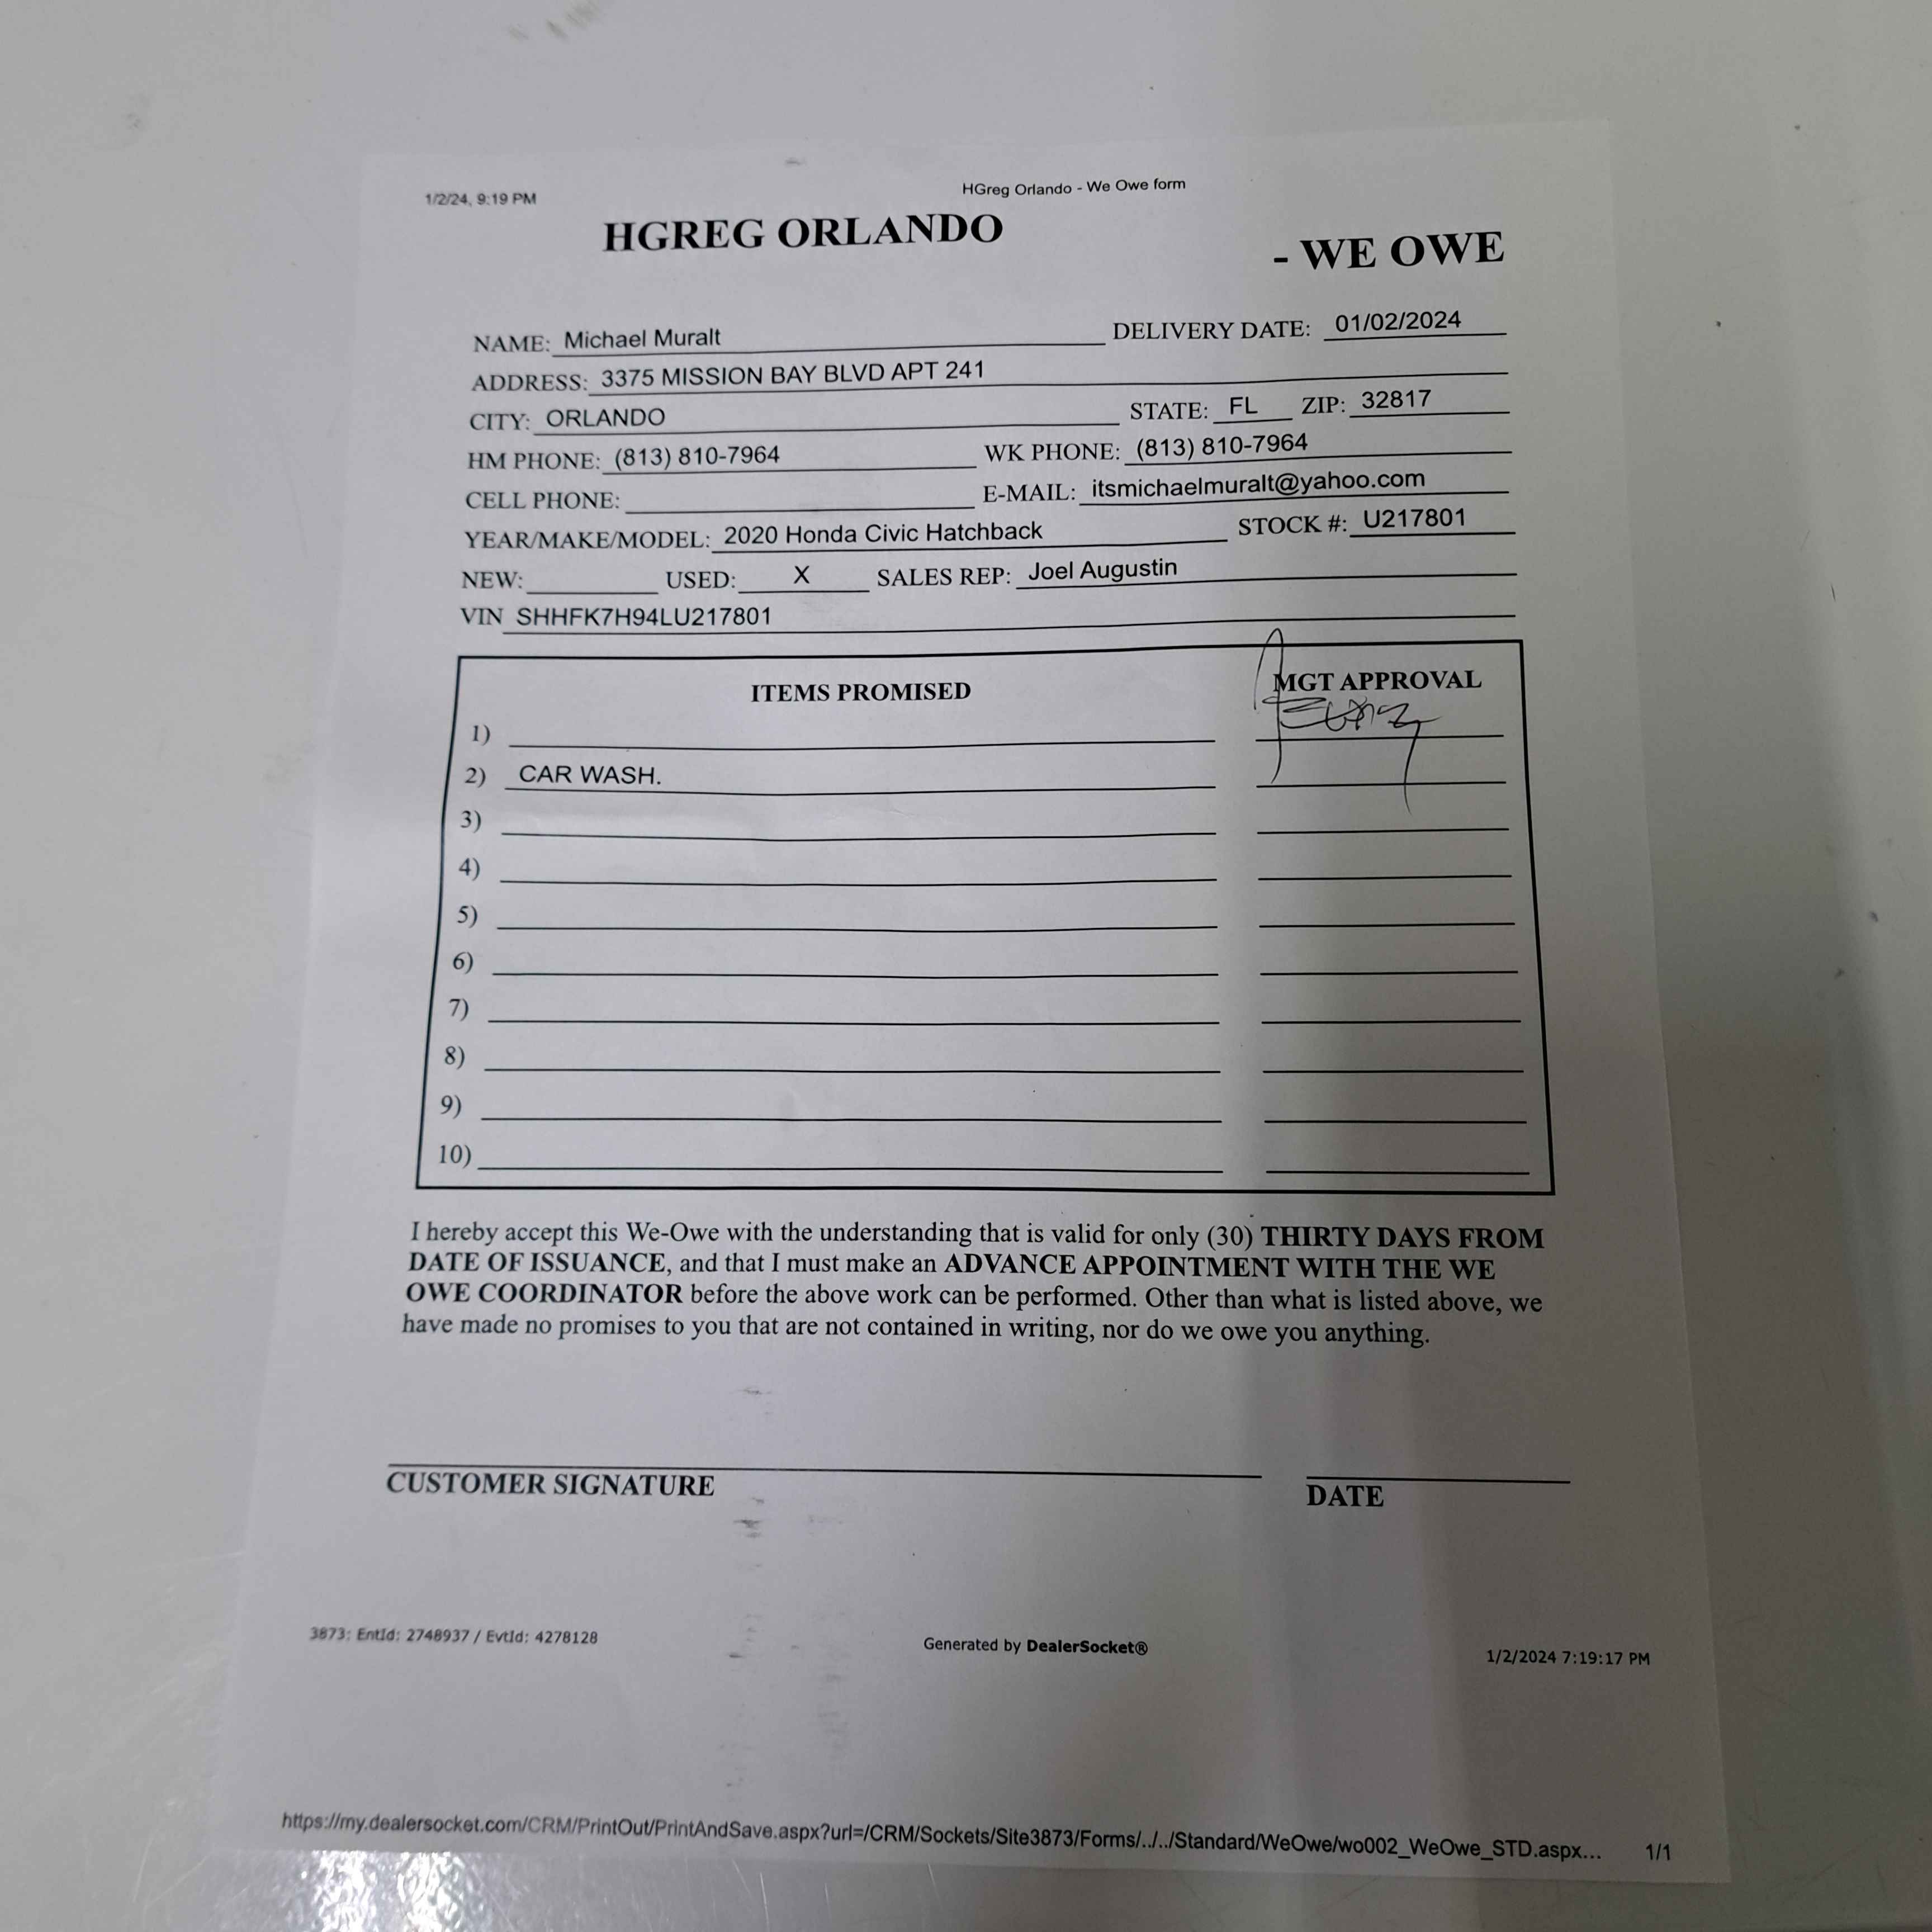 1/2/24, 9:19 PM HGreg Orlando - We Owe form
HGREG ORLANDO - WE OWE
NAME: Michael Muralt DELIVERY DATE: 01/02/2024
ADDRESS: 3375 MISSION BAY BLVD APT 241
CITY: ORLANDO STATE: FL ZIP: 32817
HM PHONE: (813) 810-7964 WK PHONE: (813) 810-7964
CELL PHONE: E-MAIL: itsmichaelmuralt@yahoo.com
YEAR/MAKE/MODEL: 2020 Honda Civic Hatchback STOCK #: U217801
NEW: USED: X SALES REP: Joel Augustin
VIN SHHFK7H94LU217801
ITEMS PROMISED MGT APPROVAL
1)
2) CAR WASH.
3)
4)
5)
6)
7)
8)
9)
10)
I hereby accept this We-Owe with the understanding that is valid for only (30) THIRTY DAYS FROM
DATE OF ISSUANCE, and that I must make an ADVANCE APPOINTMENT WITH THE WE
OWE COORDINATOR before the above work can be performed. Other than what is listed above, we
have made no promises to you that are not contained in writing, nor do we owe you anything.
CUSTOMER SIGNATURE DATE
3873: EntId: 2748937 / EvtId: 4278128 Generated by DealerSocket® 1/2/2024 7:19:17 PM
https://my.dealersocket.com/CRM/PrintOut/PrintAndSave.aspx?url=/CRM/Sockets/Site3873/Forms/../../Standard/WeOwe/wo002_WeOwe_STD.aspx... 1/1